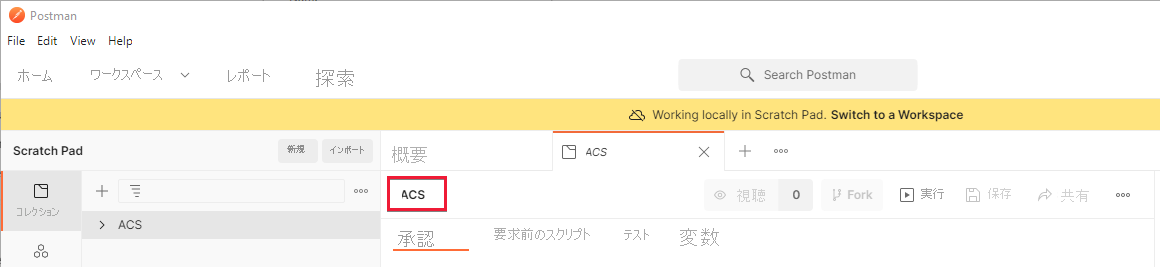 Postman
File Edit View Help
ホーム ワークスペース レポート 探索 Search Postman
Working locally in Scratch Pad. Switch to a Workspace
Scratch Pad 新規 インポート 概要 ACS
コレクション
ACS 視聴 0 Fork 実行 保存 共有
ACS
承認 要求前のスクリプト テスト 変数